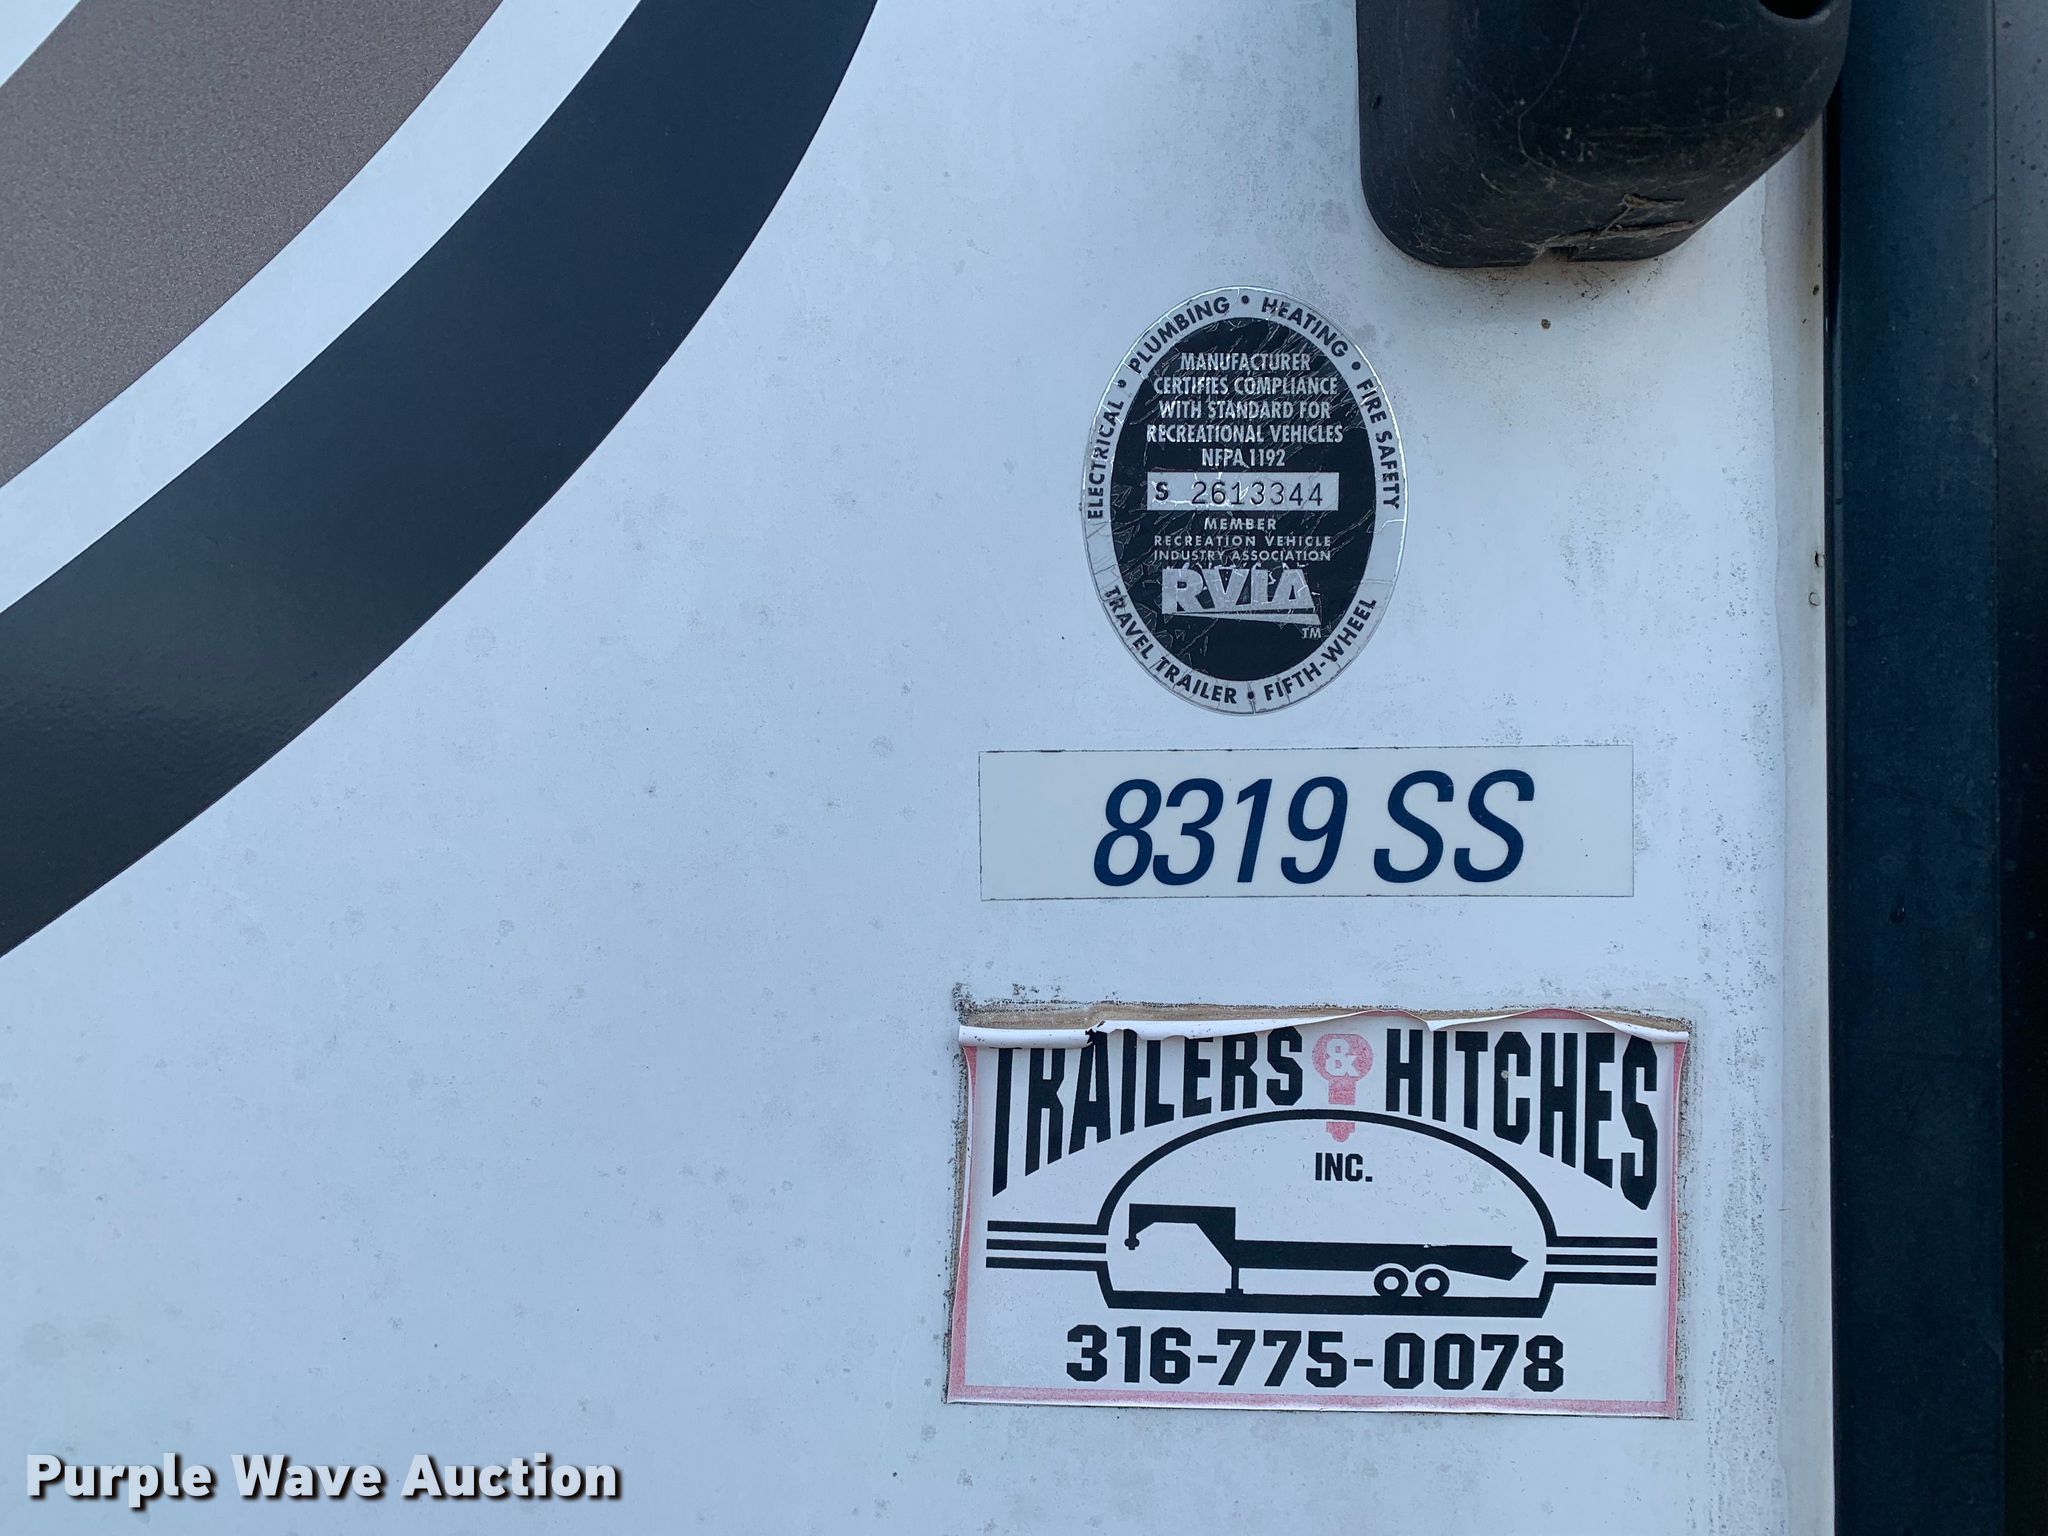 ELECTRICAL • PLUMBING • HEATING • FIRE SAFETY
MANUFACTURER
CERTIFIES COMPLIANCE
WITH STANDARD FOR
RECREATIONAL VEHICLES
NFPA 1192
S 2613344
MEMBER
RECREATION VEHICLE
INDUSTRY ASSOCIATION
RVIA
TM
TRAVEL TRAILER • FIFTH-WHEEL
8319 SS
TRAILERS & HITCHES
INC.
316-775-0078
Purple Wave Auction